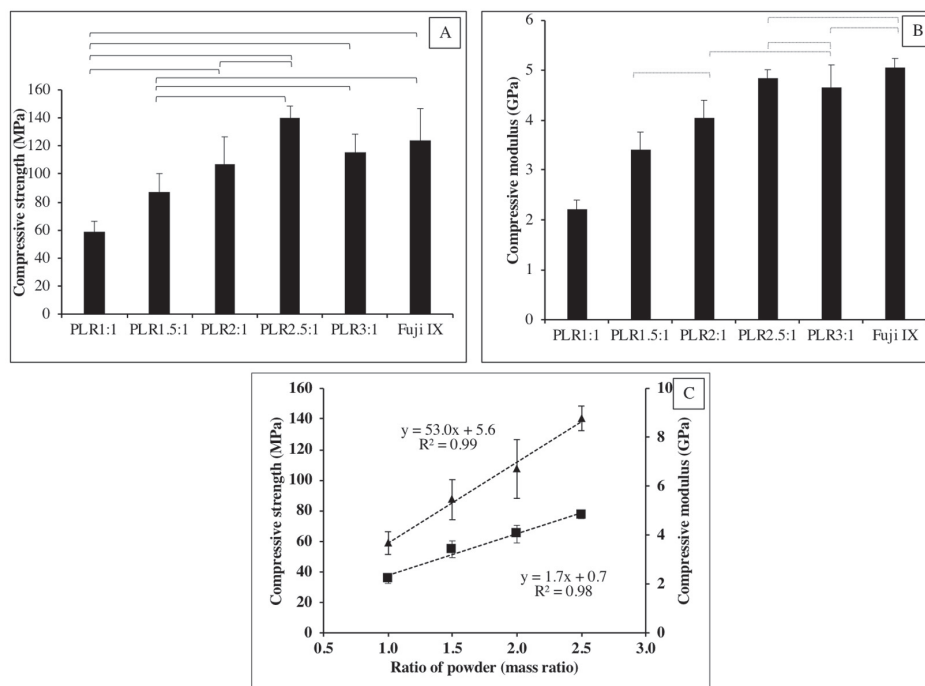 A
Compressive strength (MPa)
160
140
120
100
80
60
40
20
0
PLR1:1 PLR1.5:1 PLR2:1 PLR2.5:1 PLR3:1 Fuji IX
B
Compressive modulus (GPa)
6
5
4
3
2
1
0
PLR1:1 PLR1.5:1 PLR2:1 PLR2.5:1 PLR3:1 Fuji IX
C
Compressive strength (MPa)
160
140
120
100
80
60
40
20
0
y = 53.0x + 5.6
R² = 0.99
y = 1.7x + 0.7
R² = 0.98
10
8
6
4
2
0
Compressive modulus (GPa)
0.5 1.0 1.5 2.0 2.5 3.0
Ratio of powder (mass ratio)